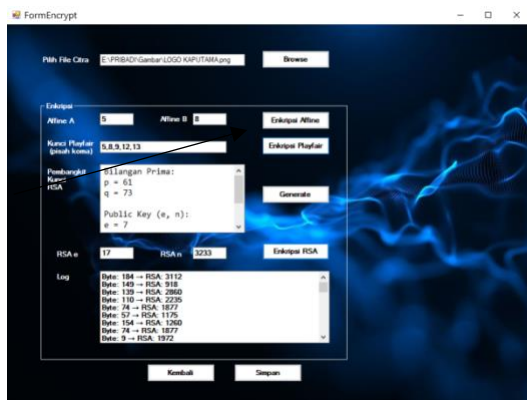 FormEncrypt
Pilih File Citra E:\PRIBADI\Gambar\LOGO KAPUTAMA.png Browse
Enkripsi
Affine A 5 Affine B 8 Enkripsi Affine
Kunci Playfair (pisah koma) 5,8,9,12,13 Enkripsi Playfair
Pembangkit Kunci RSA
Bilangan Prima:
p = 61
q = 73
Public Key (e, n):
e = 7
Generate
RSA e 17 RSA n 3233 Enkripsi RSA
Log
Byte: 184 → RSA: 3112
Byte: 149 → RSA: 918
Byte: 139 → RSA: 2860
Byte: 110 → RSA: 2235
Byte: 74 → RSA: 1877
Byte: 57 → RSA: 1175
Byte: 154 → RSA: 1260
Byte: 74 → RSA: 1877
Byte: 9 → RSA: 1972
Kembali Simpan